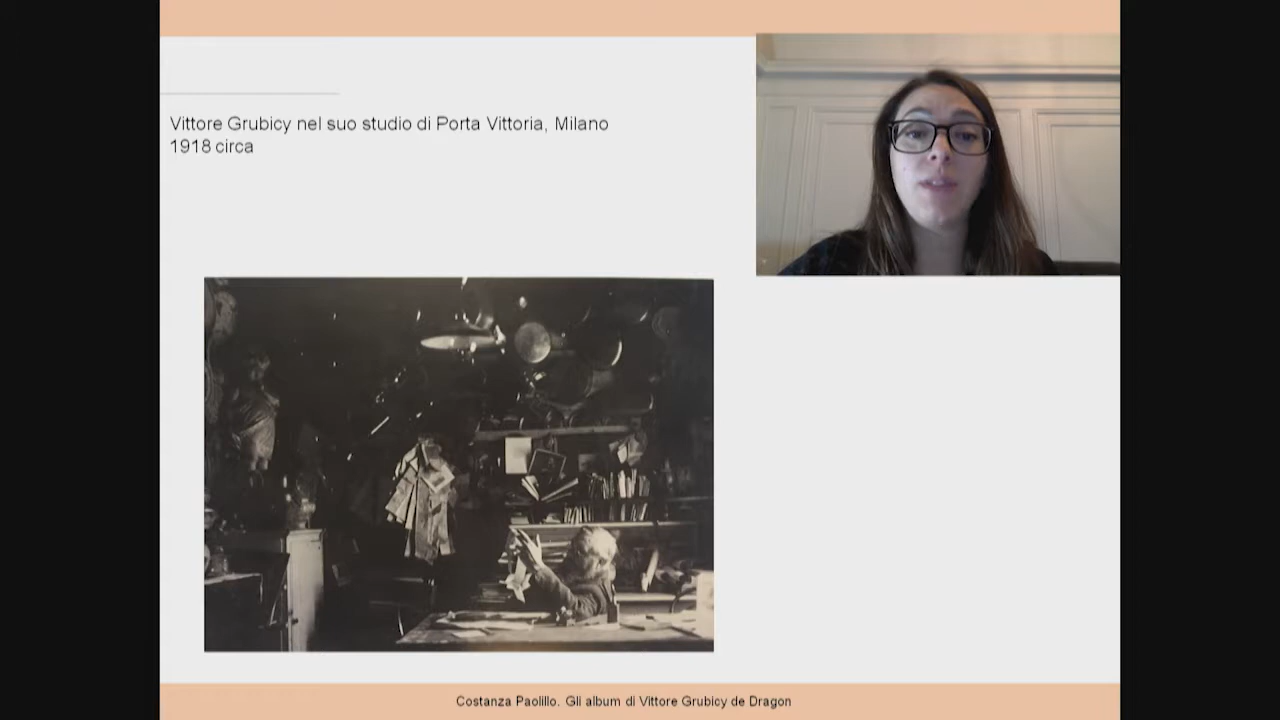 Vittore Grubicy nel suo studio di Porta Vittoria, Milano
1918 circa
Costanza Paolillo. Gli album di Vittore Grubicy de Dragon